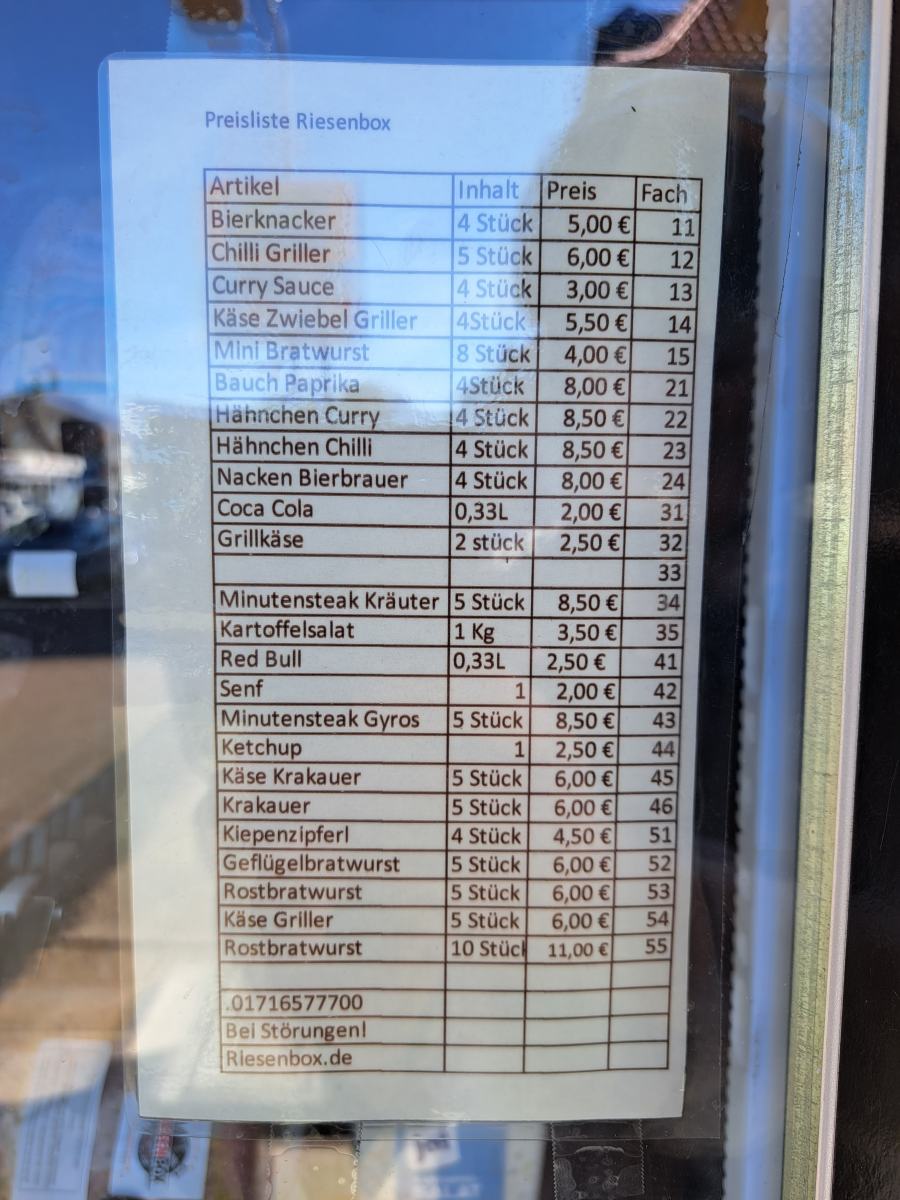 Preisliste Riesenbox
Artikel Inhalt Preis Fach
Bierknacker 4 Stück 5,00 € 11
Chilli Griller 5 Stück 6,00 € 12
Curry Sauce 4 Stück 3,00 € 13
Käse Zwiebel Griller 4Stück 5,50 € 14
Mini Bratwurst 8 Stück 4,00 € 15
Bauch Paprika 4Stück 8,00 € 21
Hähnchen Curry 4 Stück 8,50 € 22
Hähnchen Chilli 4 Stück 8,50 € 23
Nacken Bierbrauer 4 Stück 8,00 € 24
Coca Cola 0,33L 2,00 € 31
Grillkäse 2 stück 2,50 € 32
33
Minutensteak Kräuter 5 Stück 8,50 € 34
Kartoffelsalat 1 Kg 3,50 € 35
Red Bull 0,33L 2,50 € 41
Senf 1 2,00 € 42
Minutensteak Gyros 5 Stück 8,50 € 43
Ketchup 1 2,50 € 44
Käse Krakauer 5 Stück 6,00 € 45
Krakauer 5 Stück 6,00 € 46
Kiepenzipferl 4 Stück 4,50 € 51
Geflügelbratwurst 5 Stück 6,00 € 52
Rostbratwurst 5 Stück 6,00 € 53
Käse Griller 5 Stück 6,00 € 54
Rostbratwurst 10 Stück 11,00 € 55
.01716577700
Bei Störungen!
Riesenbox.de